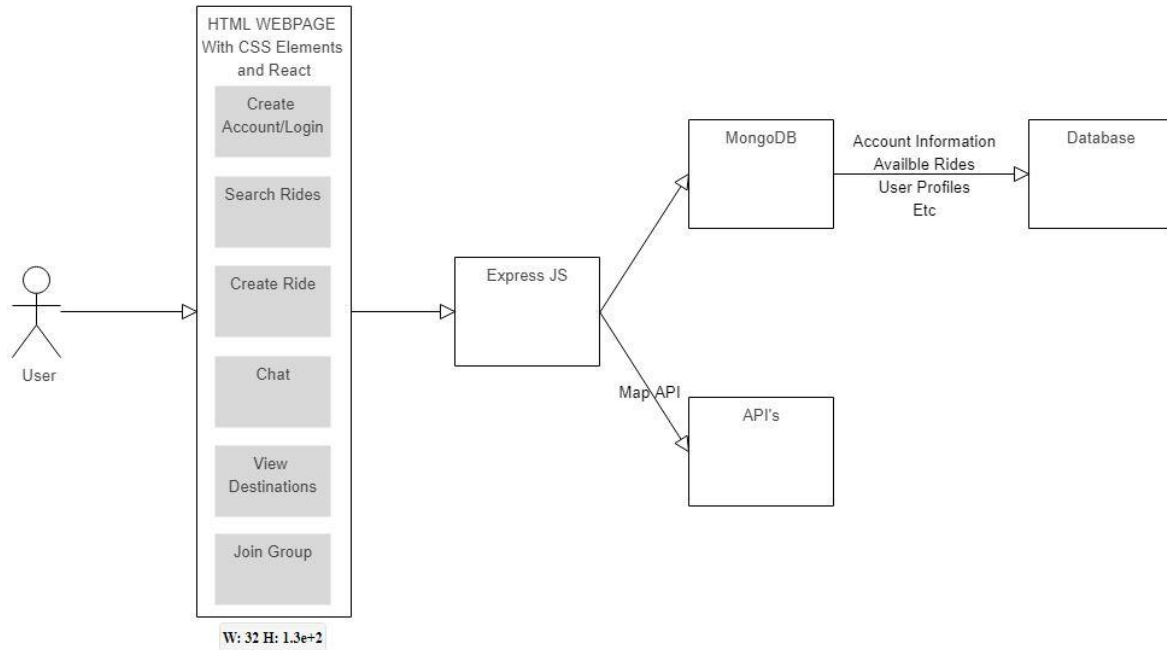 HTML WEBPAGE
With CSS Elements
and React
Create
Account/Login
Search Rides
Create Ride
Chat
View
Destinations
Join Group
W: 32 H: 1.3e+2
User
Express JS
MongoDB
Account Information
Availble Rides
User Profiles
Etc
Database
Map API
API's